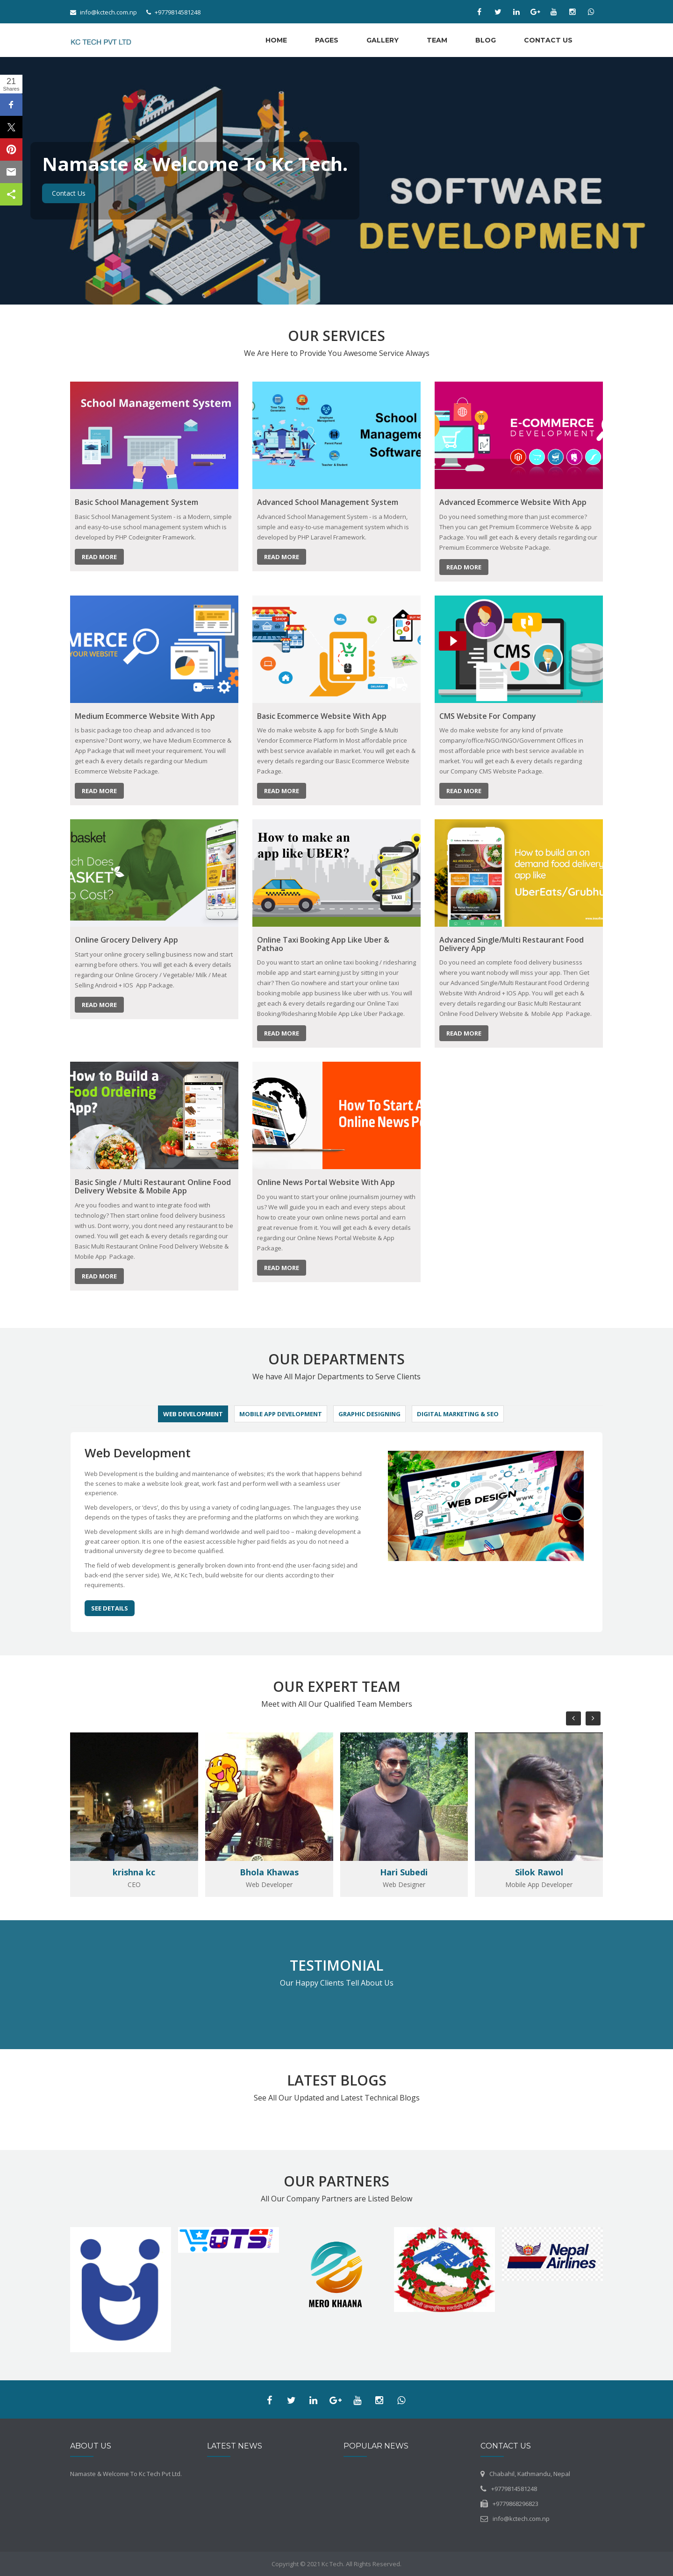 info@kctech.com.np +9779814581248
KC TECH PVT LTD
HOME PAGES GALLERY TEAM BLOG CONTACT US
21
Shares
Namaste & Welcome To Kc Tech.
Contact Us
SOFTWARE
DEVELOPMENT
OUR SERVICES
We Are Here to Provide You Awesome Service Always
School Management System
Basic School Management System
Basic School Management System - is a Modern, simple
and easy-to-use school management system which is
developed by PHP Codeigniter Framework.
READ MORE
School
Management
Software
Advanced School Management System
Advanced School Management System - is a Modern,
simple and easy-to-use management system which is
developed by PHP Laravel Framework.
READ MORE
E-COMMERCE
DEVELOPMENT
Advanced Ecommerce Website With App
Do you need something more than just ecommerce?
Then you can get Premium Ecommerce Website & app
Package. You will get each & every details regarding our
Premium Ecommerce Website Package.
READ MORE
MERCE
YOUR WEBSITE
Medium Ecommerce Website With App
Is basic package too cheap and advanced is too
expensive? Dont worry, we have Medium Ecommerce &
App Package that will meet your requirement. You will
get each & every details regarding our Medium
Ecommerce Website Package.
READ MORE
Basic Ecommerce Website With App
We do make website & app for both Single & Multi
Vendor Ecommerce Platform In Most affordable price
with best service available in market. You will get each &
every details regarding our Basic Ecommerce Website
Package.
READ MORE
CMS
CMS Website For Company
We do make website for any kind of private
company/office/NGO/INGO/Government Offices in
most affordable price with best service available in
market. You will get each & every details regarding
our Company CMS Website Package.
READ MORE
basket
ch Does
ASKET
p Cost?
Online Grocery Delivery App
Start your online grocery selling business now and start
earning before others. You will get each & every details
regarding our Online Grocery / Vegetable/ Milk / Meat
Selling Android + IOS App Package.
READ MORE
How to make an
app like UBER?
TAXI
Online Taxi Booking App Like Uber &
Pathao
Do you want to start an online taxi booking / ridesharing
mobile app and start earning just by sitting in your
chair? Then Go nowhere and start your online taxi
booking mobile app business like uber with us. You will
get each & every details regarding our Online Taxi
Booking/Ridesharing Mobile App Like Uber Package.
READ MORE
How to build an on
demand food delivery
app like
UberEats/Grubhu
Advanced Single/Multi Restaurant Food
Delivery App
Do you need an complete food delivery businesss
where you want nobody will miss your app. Then Get
our Advanced Single/Multi Restaurant Food Ordering
Website With Android + IOS App. You will get each &
every details regarding our Basic Multi Restaurant
Online Food Delivery Website & Mobile App Package.
READ MORE
How to Build a
Food Ordering
App?
Basic Single / Multi Restaurant Online Food
Delivery Website & Mobile App
Are you foodies and want to integrate food with
technology? Then start online food delivery business
with us. Dont worry, you dont need any restaurant to be
owned. You will get each & every details regarding our
Basic Multi Restaurant Online Food Delivery Website &
Mobile App Package.
READ MORE
How To Start A
Online News Po
Online News Portal Website With App
Do you want to start your online journalism journey with
us? We will guide you in each and every steps about
how to create your own online news portal and earn
great revenue from it. You will get each & every details
regarding our Online News Portal Website & App
Package.
READ MORE
OUR DEPARTMENTS
We have All Major Departments to Serve Clients
WEB DEVELOPMENT MOBILE APP DEVELOPMENT GRAPHIC DESIGNING DIGITAL MARKETING & SEO
Web Development
Web Development is the building and maintenance of websites; it's the work that happens behind
the scenes to make a website look great, work fast and perform well with a seamless user
experience.
Web developers, or 'devs', do this by using a variety of coding languages. The languages they use
depends on the types of tasks they are preforming and the platforms on which they are working.
Web development skills are in high demand worldwide and well paid too – making development a
great career option. It is one of the easiest accessible higher paid fields as you do not need a
traditional university degree to become qualified.
The field of web development is generally broken down into front-end (the user-facing side) and
back-end (the server side). We, At Kc Tech, build website for our clients according to their
requirements.
SEE DETAILS
WEB DESIGN
WWW
OUR EXPERT TEAM
Meet with All Our Qualified Team Members
krishna kc
CEO
Bhola Khawas
Web Developer
Hari Subedi
Web Designer
Silok Rawol
Mobile App Developer
TESTIMONIAL
Our Happy Clients Tell About Us
LATEST BLOGS
See All Our Updated and Latest Technical Blogs
OUR PARTNERS
All Our Company Partners are Listed Below
OTS
MERO KHAANA
Nepal
Airlines
ABOUT US
Namaste & Welcome To Kc Tech Pvt Ltd.
LATEST NEWS
POPULAR NEWS
CONTACT US
Chabahil, Kathmandu, Nepal
+9779814581248
+9779868296823
info@kctech.com.np
Copyright © 2021 Kc Tech. All Rights Reserved.